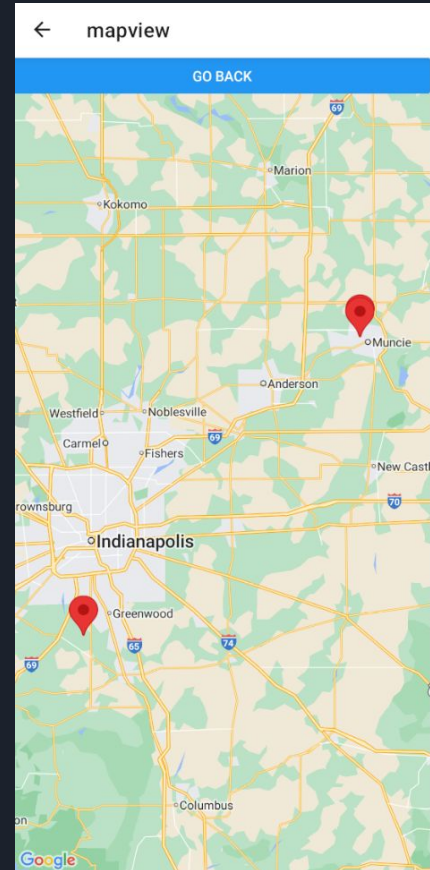 mapview
GO BACK
69
Marion
Kokomo
Muncie
Anderson
Westfield
Noblesville
69
Carmel
Fishers
New Castl
rownsburg
70
Indianapolis
Greenwood
65
74
69
Columbus
on
Google